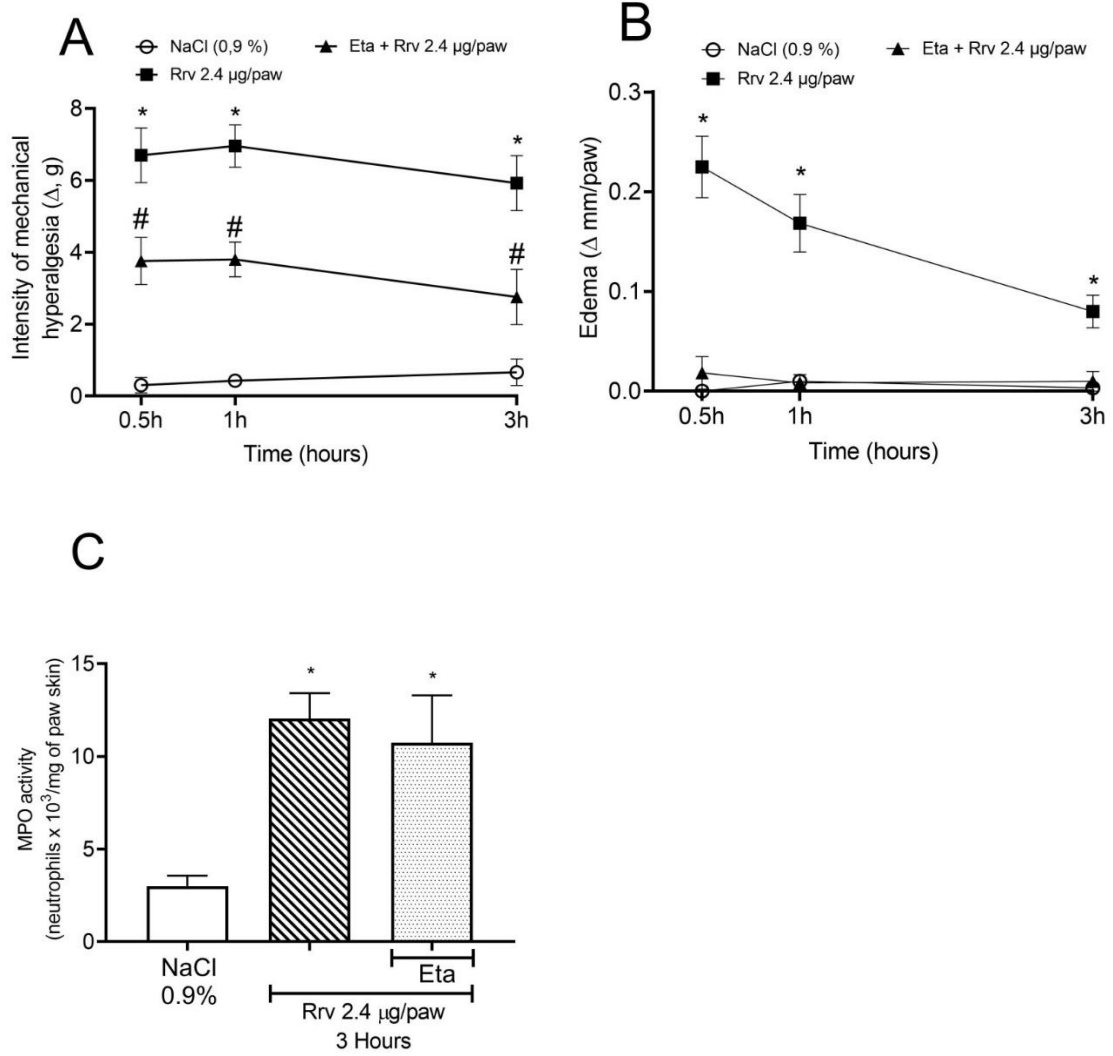 A
NaCl (0,9 %)
Eta + Rrv 2.4 µg/paw
Rrv 2.4 µg/paw
Intensity of mechanical
hyperalgesia (Δ, g)
8
6
4
2
0
* * *
# # #
0.5h 1h 3h
Time (hours)
B
NaCl (0.9 %)
Eta + Rrv 2.4 µg/paw
Rrv 2.4 µg/paw
Edema (Δ mm/paw)
0.3
0.2
0.1
0.0
* * *
0.5h 1h 3h
Time (hours)
C
MPO activity
(neutrophils x 10³/mg of paw skin)
15
10
5
0
* *
NaCl
0.9%
Eta
Rrv 2.4 µg/paw
3 Hours